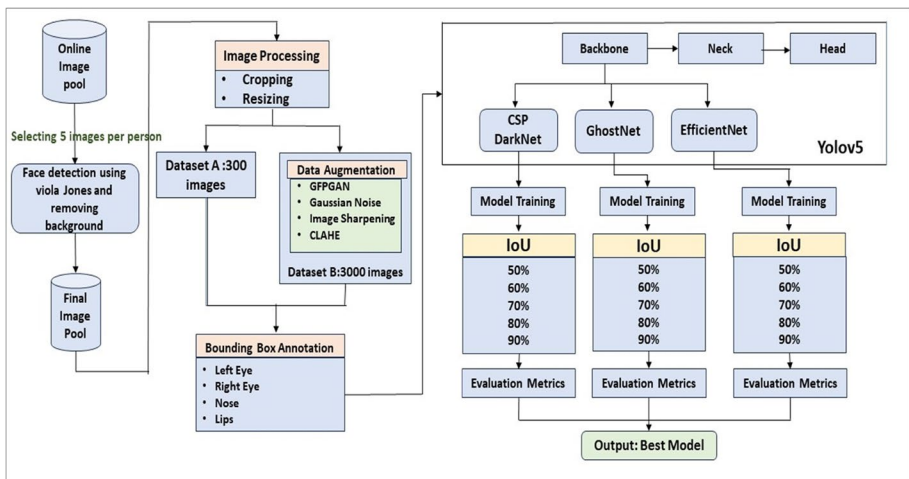 Online
Image
pool
Selecting 5 images per person
Face detection using
viola Jones and
removing
background
Final
Image
Pool
Image Processing
• Cropping
• Resizing
Dataset A :300
images
Data Augmentation
• GFPGAN
• Gaussian Noise
• Image Sharpening
• CLAHE
Dataset B:3000 images
Bounding Box Annotation
• Left Eye
• Right Eye
• Nose
• Lips
Backbone
Neck
Head
CSP
DarkNet
GhostNet
EfficientNet
Yolov5
Model Training
Model Training
Model Training
IoU
50%
60%
70%
80%
90%
IoU
50%
60%
70%
80%
90%
IoU
50%
60%
70%
80%
90%
Evaluation Metrics
Evaluation Metrics
Evaluation Metrics
Output: Best Model